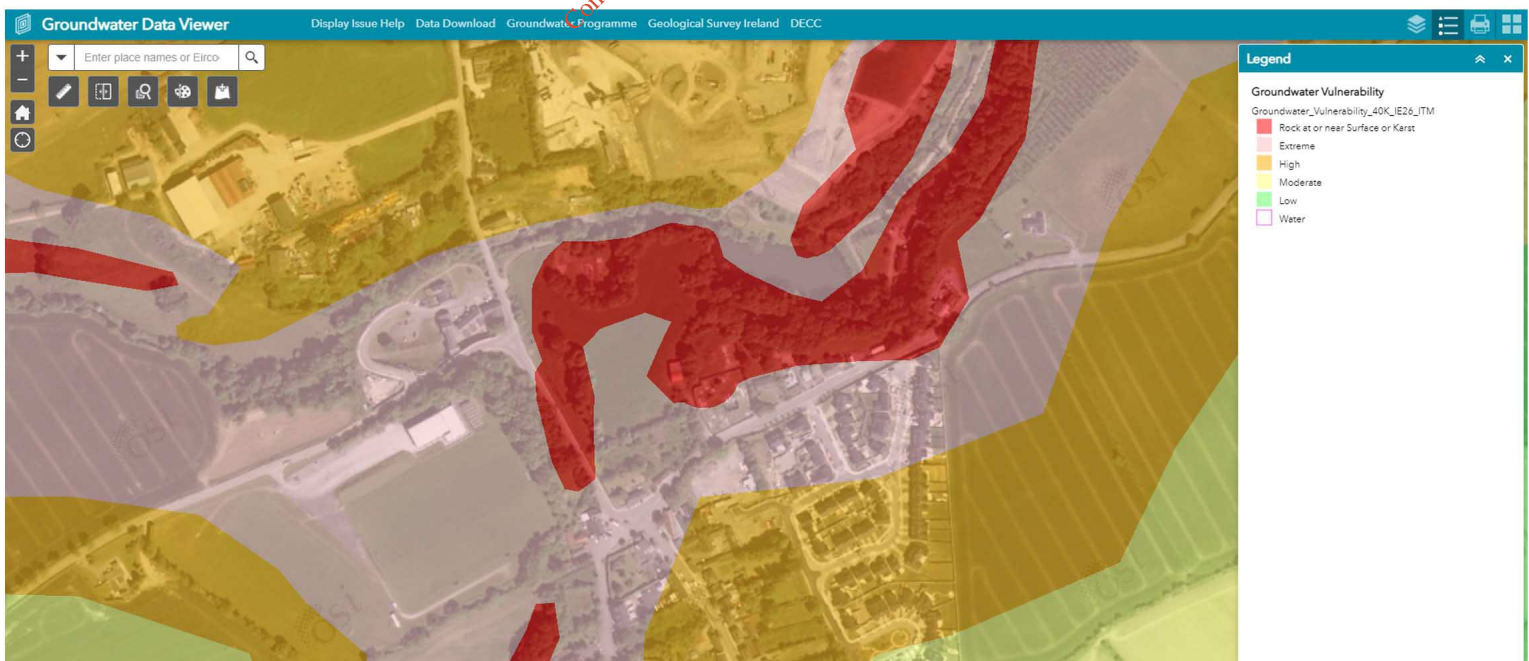 Groundwater Data Viewer
Display Issue Help Data Download Groundwater Programme Geological Survey Ireland DECC
Enter place names or Eirco
Legend
Groundwater Vulnerability
Groundwater_Vulnerability_40K_IE26_ITM
Rock at or near Surface or Karst
Extreme
High
Moderate
Low
Water